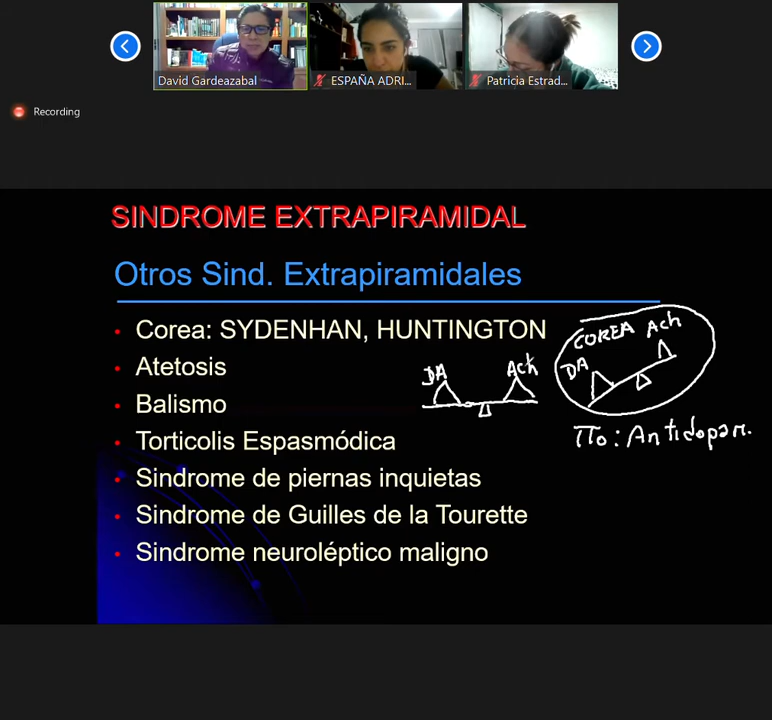 David Gardeazabal
ESPAÑA ADRI...
Patricia Estrad...
Recording
SINDROME EXTRAPIRAMIDAL
Otros Sind. Extrapiramidales
• Corea: SYDENHAN, HUNTINGTON
• Atetosis
• Balismo
• Torticolis Espasmódica
• Sindrome de piernas inquietas
• Sindrome de Guilles de la Tourette
• Sindrome neuroléptico maligno
DA Ach
COREA Ach
DA
TTo: Antidopam.